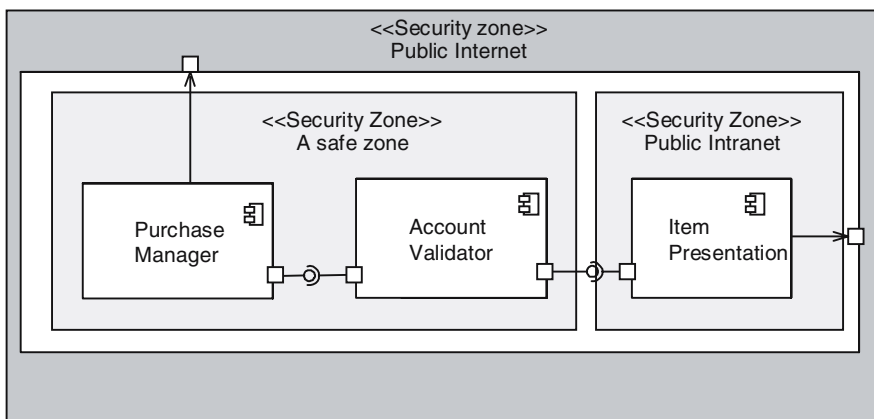 <<Security zone>>
Public Internet
<<Security Zone>>
A safe zone
<<Security Zone>>
Public Intranet
Purchase
Manager
Account
Validator
Item
Presentation